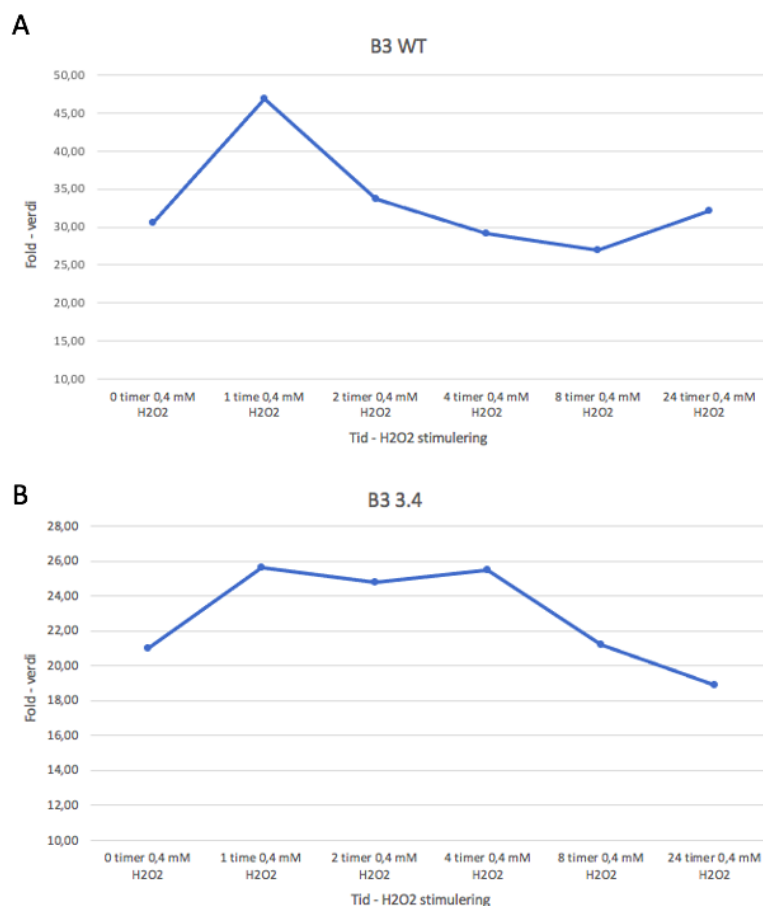 A
B3 WT
50,00
45,00
40,00
35,00
30,00
25,00
20,00
15,00
10,00
Fold - verdi
0 timer 0,4 mM H2O2
1 time 0,4 mM H2O2
2 timer 0,4 mM H2O2
4 timer 0,4 mM H2O2
8 timer 0,4 mM H2O2
24 timer 0,4 mM H2O2
Tid - H2O2 stimulering
B
B3 3.4
28,00
26,00
24,00
22,00
20,00
18,00
16,00
14,00
12,00
10,00
Fold - verdi
0 timer 0,4 mM H2O2
1 time 0,4 mM H2O2
2 timer 0,4 mM H2O2
4 timer 0,4 mM H2O2
8 timer 0,4 mM H2O2
24 timer 0,4 mM H2O2
Tid - H2O2 stimulering